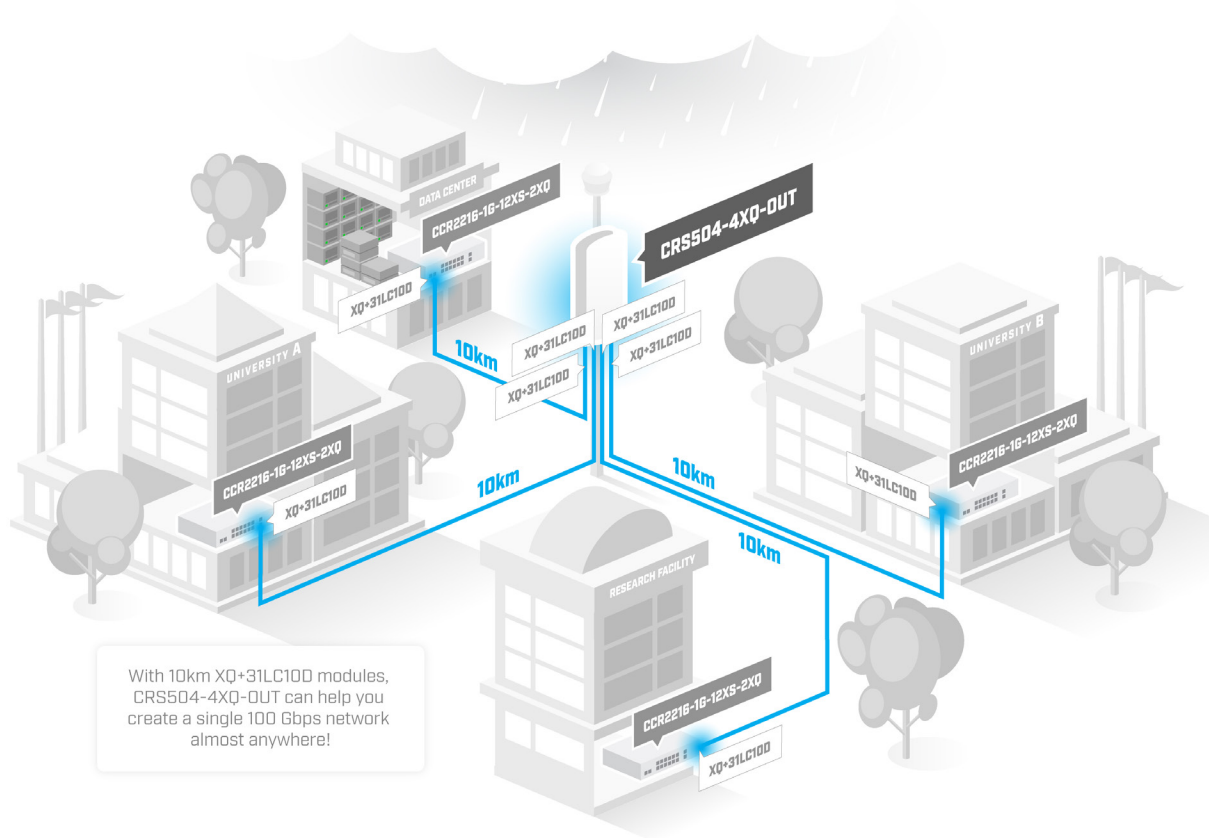 DATA CENTER
CCR2216-1G-12XS-2XQ
CRS504-4XQ-OUT
XQ+31LC10D
XQ+31LC10D
XQ+31LC10D
XQ+31LC10D
XQ+31LC10D
10km
UNIVERSITY A
UNIVERSITY B
CCR2216-1G-12XS-2XQ
XQ+31LC10D
10km
10km
CCR2216-1G-12XS-2XQ
XQ+31LC10D
10km
RESEARCH FACILITY
CCR2216-1G-12XS-2XQ
XQ+31LC10D
With 10km XQ+31LC10D modules,
CRS504-4XQ-OUT can help you
create a single 100 Gbps network
almost anywhere!